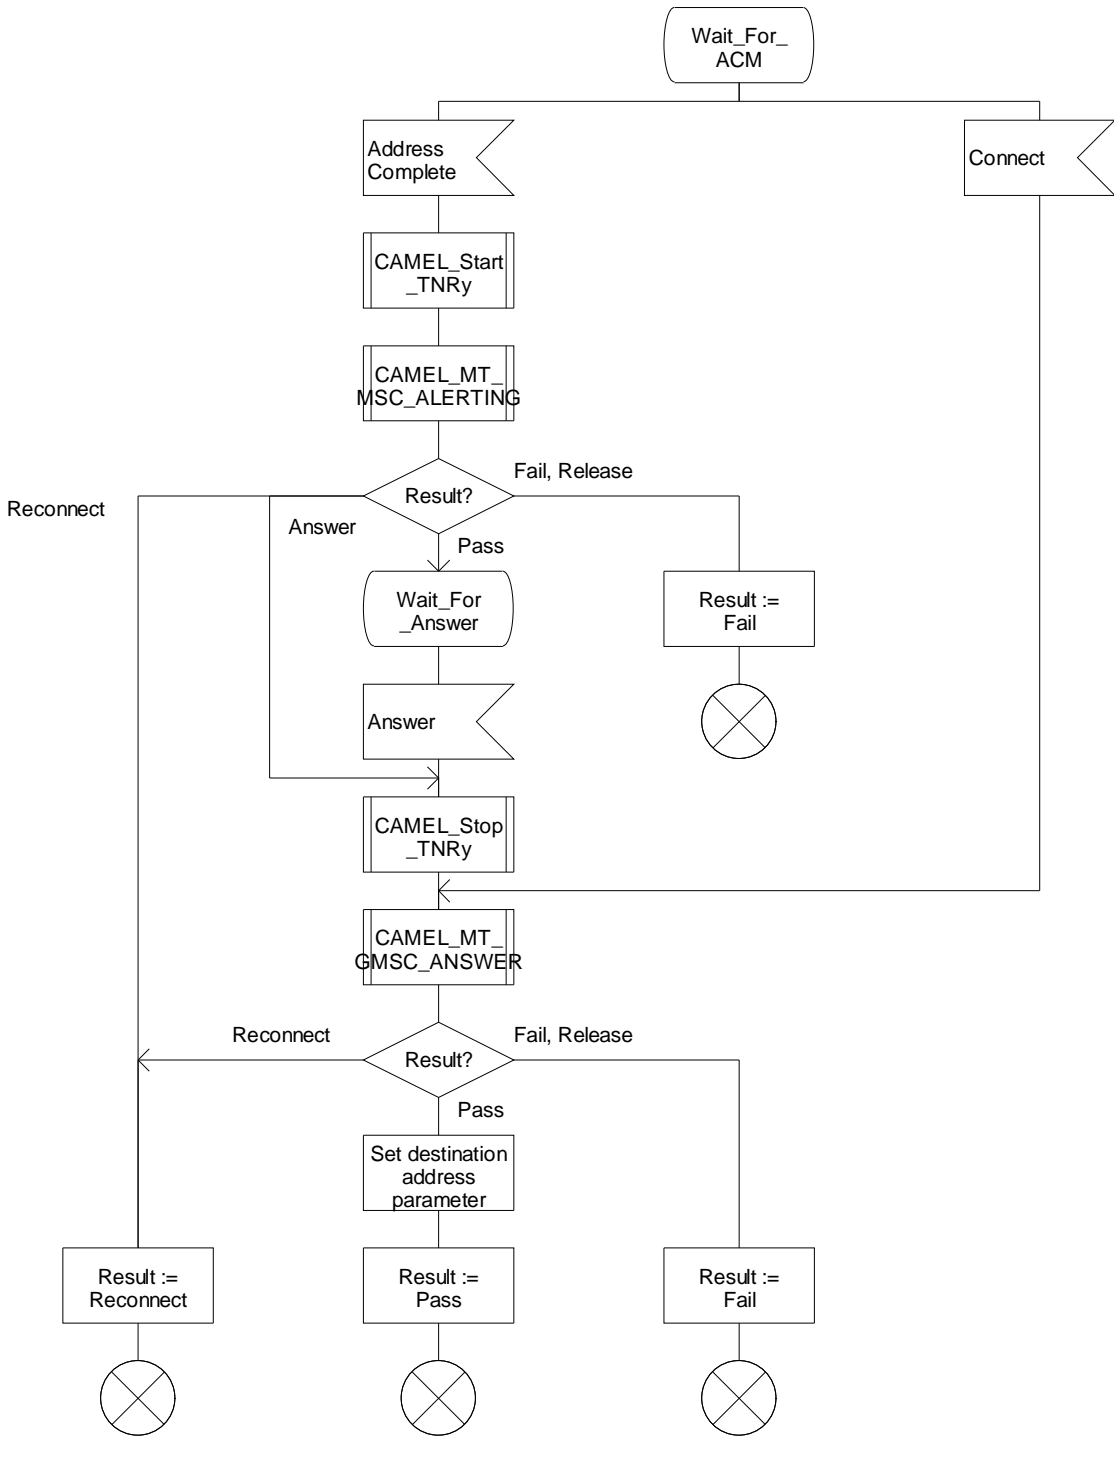 Wait_For_
ACM
Address
Complete
Connect
CAMEL_Start
_TNRy
CAMEL_MT_
MSC_ALERTING
Fail, Release
Result?
Reconnect
Answer
Pass
Wait_For
_Answer
Result :=
Fail
Answer
CAMEL_Stop
_TNRy
CAMEL_MT_
GMSC_ANSWER
Reconnect
Fail, Release
Result?
Pass
Set destination
address
parameter
Result :=
Reconnect
Result :=
Pass
Result :=
Fail